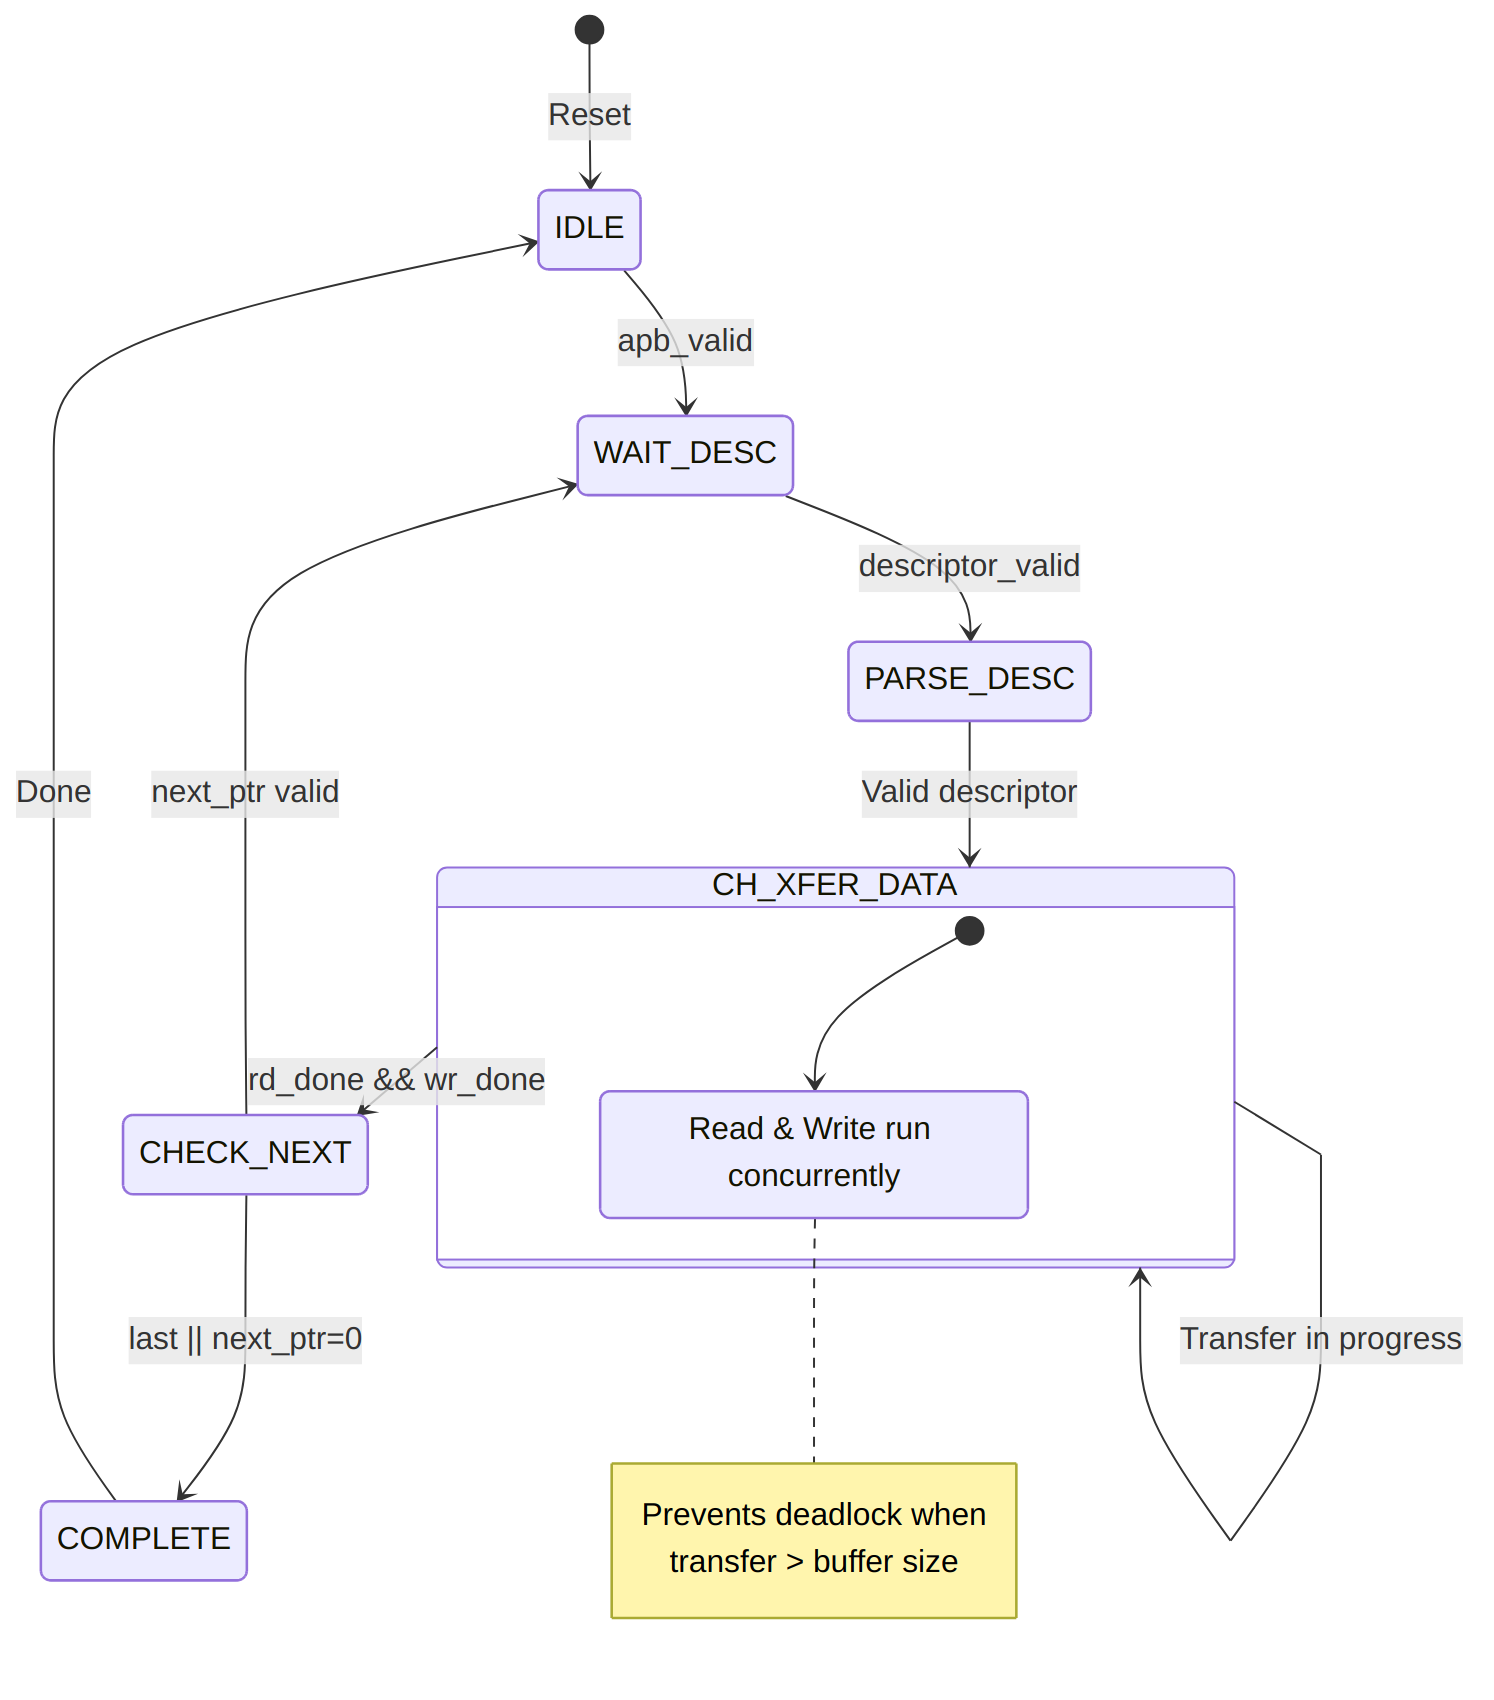 Reset
IDLE
apb_valid
WAIT_DESC
descriptor_valid
PARSE_DESC
Done
next_ptr valid
Valid descriptor
CH_XFER_DATA
rd_done && wr_done
Read & Write run
concurrently
CHECK_NEXT
last || next_ptr=0
Transfer in progress
COMPLETE
Prevents deadlock when
transfer > buffer size